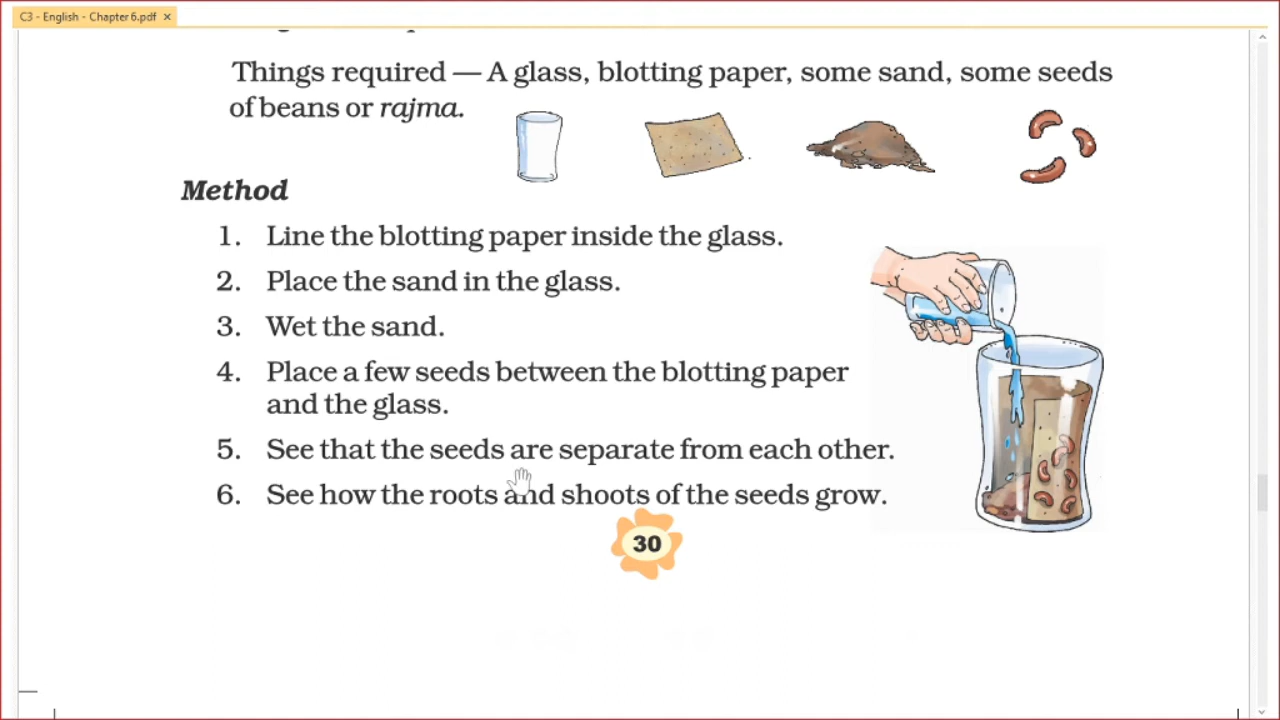 C3 - English - Chapter 6.pdf ×
Things required — A glass, blotting paper, some sand, some seeds
of beans or rajma.
Method
1. Line the blotting paper inside the glass.
2. Place the sand in the glass.
3. Wet the sand.
4. Place a few seeds between the blotting paper
and the glass.
5. See that the seeds are separate from each other.
6. See how the roots and shoots of the seeds grow.
30